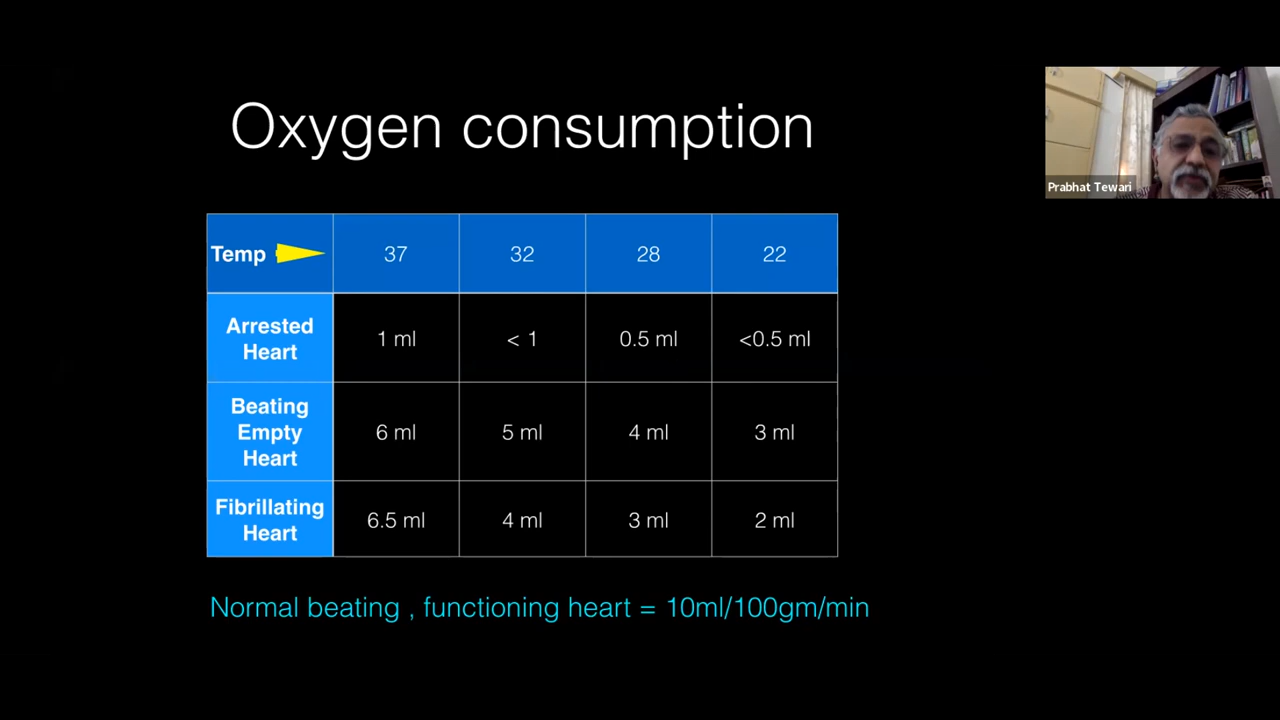 Oxygen consumption
Prabhat Tewari
Temp 37 32 28 22
Arrested
Heart
1 ml < 1 0.5 ml <0.5 ml
Beating
Empty
Heart
6 ml 5 ml 4 ml 3 ml
Fibrillating
Heart
6.5 ml 4 ml 3 ml 2 ml
Normal beating , functioning heart = 10ml/100gm/min